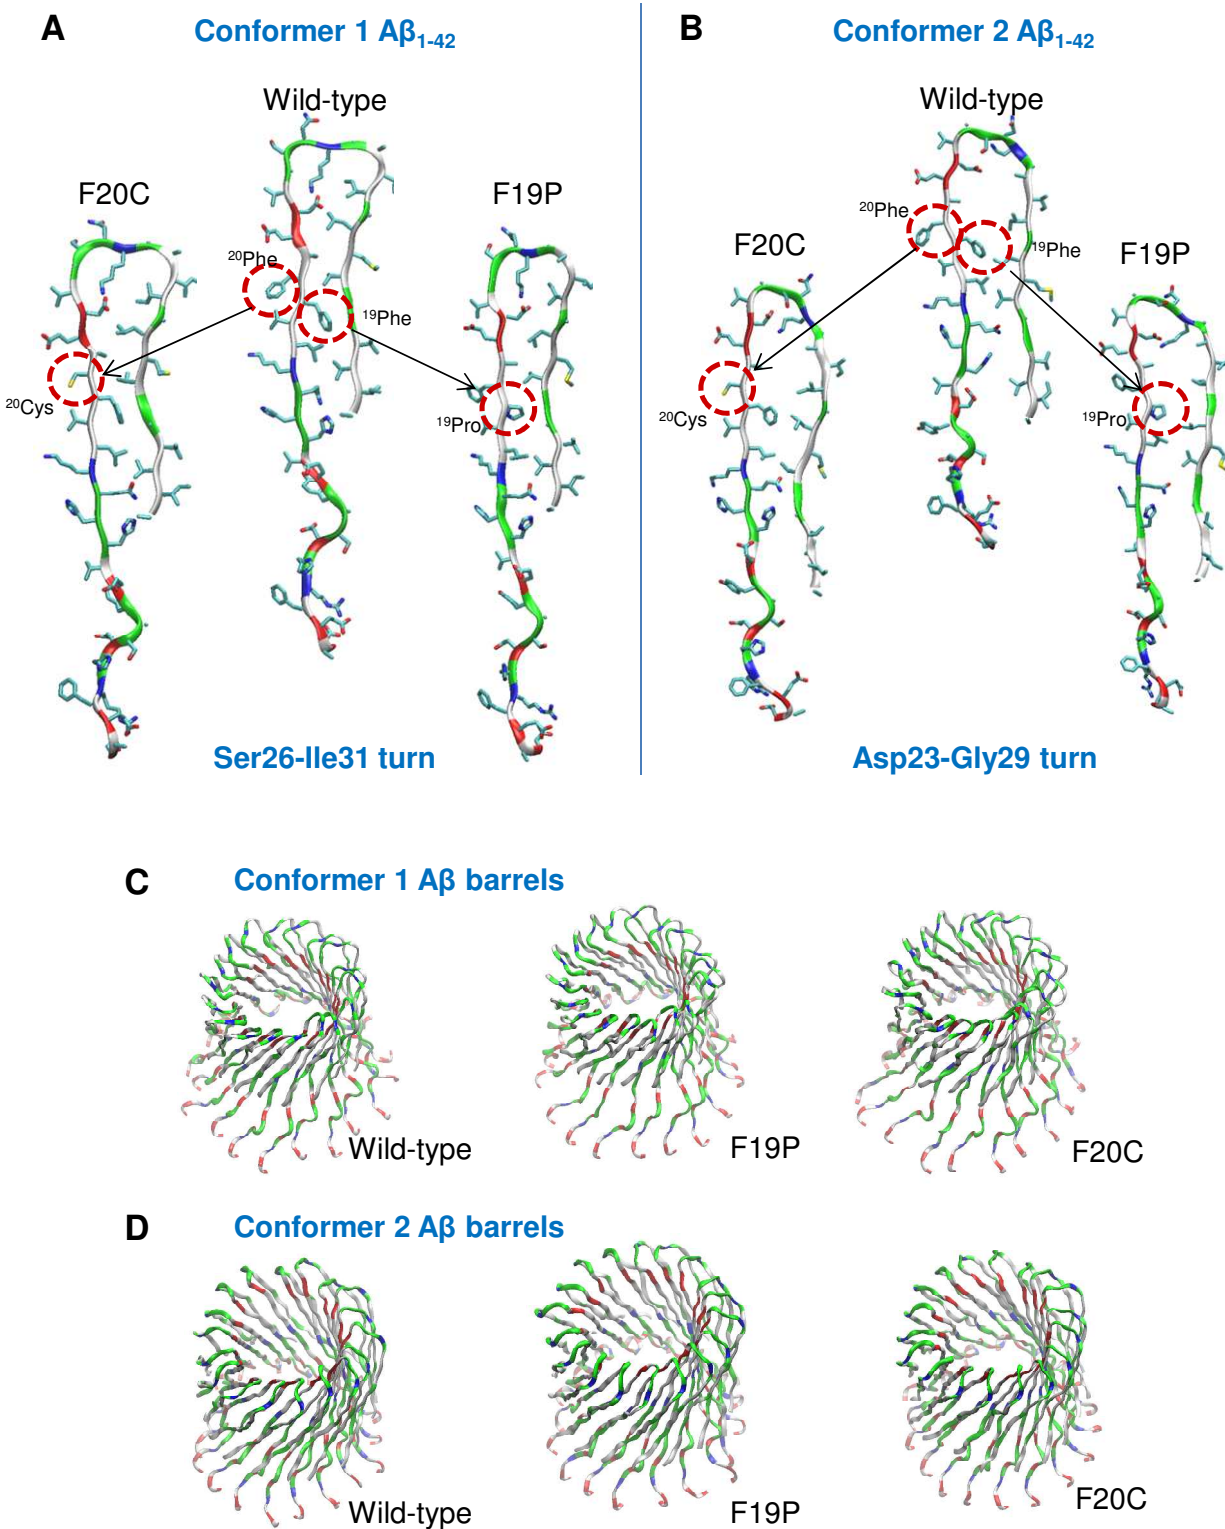 A
Conformer 1 Aβ1-42
Wild-type
F20C
F19P
20Phe
19Phe
20Cys
19Pro
Ser26-Ile31 turn
B
Conformer 2 Aβ1-42
Wild-type
20Phe
F20C
19Phe
F19P
20Cys
19Pro
Asp23-Gly29 turn
C
Conformer 1 Aβ barrels
Wild-type
F19P
F20C
D
Conformer 2 Aβ barrels
Wild-type
F19P
F20C